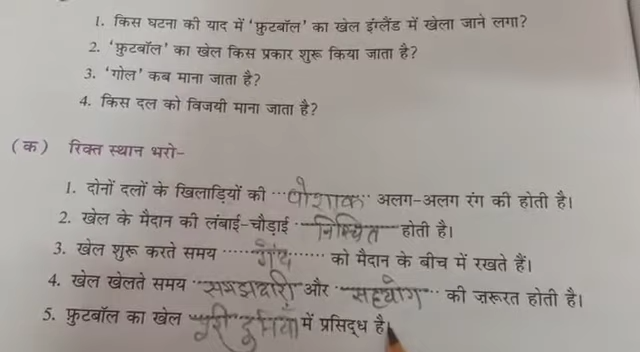 1. किस घटना की याद में 'फ़ुटबॉल' का खेल इंग्लैंड में खेला जाने लगा?
2. 'फ़ुटबॉल' का खेल किस प्रकार शुरू किया जाता है?
3. 'गोल' कब माना जाता है?
4. किस दल को विजयी माना जाता है?
(क) रिक्त स्थान भरो-
1. दोनों दलों के खिलाड़ियों की ...पोशाक... अलग-अलग रंग की होती है।
2. खेल के मैदान की लंबाई-चौड़ाई ...निश्चित... होती है।
3. खेल शुरू करते समय ......गेंद...... को मैदान के बीच में रखते हैं।
4. खेल खेलते समय ...समझदारी... और ...सहयोग... की ज़रूरत होती है।
5. फ़ुटबॉल का खेल ...पूरी दुनियाँ में प्रसिद्ध है।